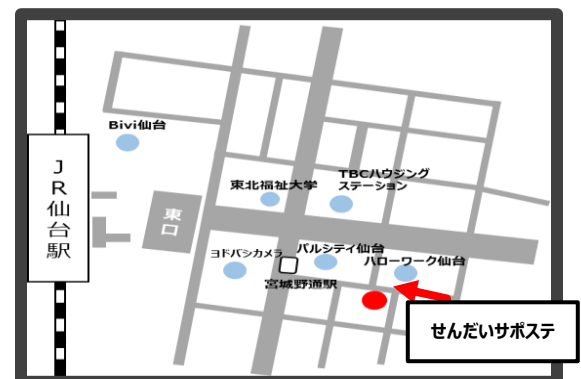 Bivi仙台
JR仙台駅
東口
東北福祉大学
TBCハウジング
ステーション
ヨドバシカメラ
パルシティ仙台
ハローワーク仙台
宮城野通駅
せんだいサポステ